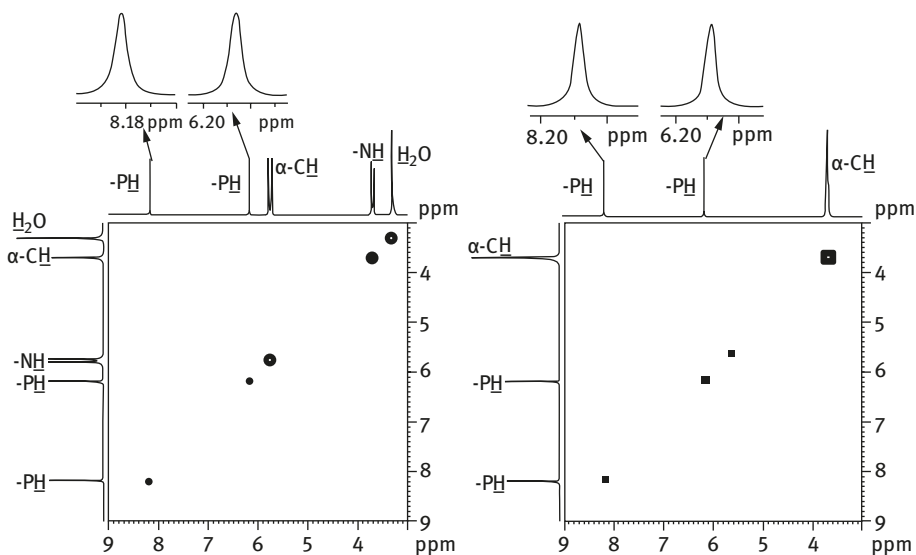 8.18 ppm
6.20 ppm
-PH
-PH
α-CH
-NH
H₂O
ppm
H₂O
α-CH
-NH
-PH
-PH
4
5
6
7
8
9
9 8 7 6 5 4 ppm
8.20
6.20 ppm
-PH
-PH
α-CH
ppm
α-CH
-PH
-PH
4
5
6
7
8
9
9 8 7 6 5 4 ppm